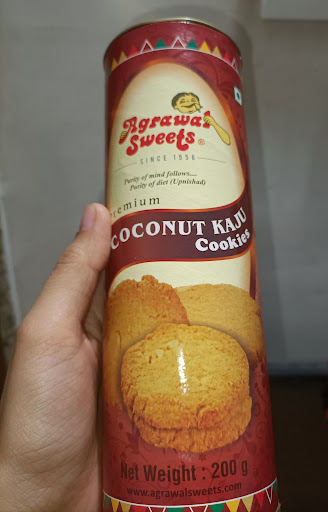 Agrawal
Sweets®
SINCE 1956
Purity of mind follows....
Purity of diet (Upnishad)
Premium
COCONUT KAJU
Cookies
Net Weight : 200 g
www.agrawalsweets.com